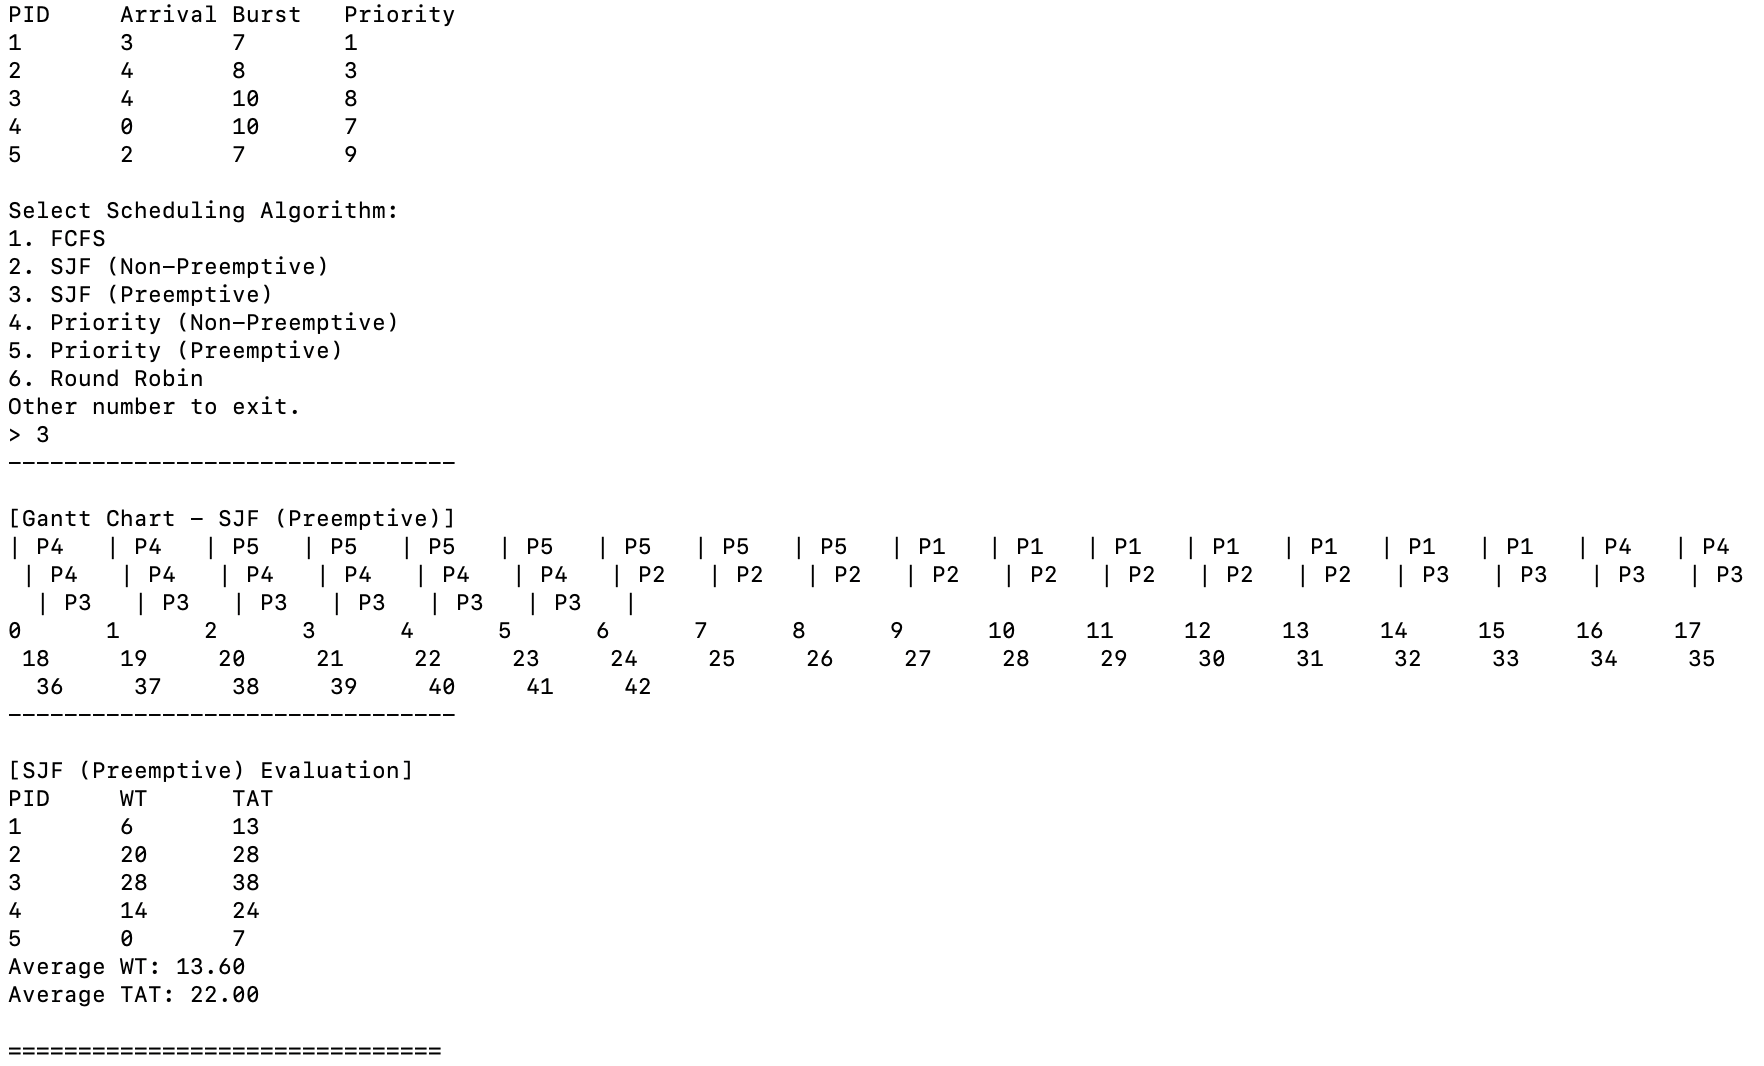 PID     Arrival Burst   Priority
1       3       7       1
2       4       8       3
3       4       10      8
4       0       10      7
5       2       7       9

Select Scheduling Algorithm:
1. FCFS
2. SJF (Non-Preemptive)
3. SJF (Preemptive)
4. Priority (Non-Preemptive)
5. Priority (Preemptive)
6. Round Robin
Other number to exit.
> 3
--------------------------------

[Gantt Chart - SJF (Preemptive)]
| P4   | P4   | P5   | P5   | P5   | P5   | P5   | P5   | P5   | P1   | P1   | P1   | P1   | P1   | P1   | P1   | P4   | P4
 | P4   | P4   | P4   | P4   | P4   | P4   | P2   | P2   | P2   | P2   | P2   | P2   | P2   | P2   | P3   | P3   | P3   | P3
  | P3   | P3   | P3   | P3   | P3   | P3   |
0      1      2      3      4      5      6      7      8      9      10     11     12     13     14     15     16     17
 18     19     20     21     22     23     24     25     26     27     28     29     30     31     32     33     34     35
  36     37     38     39     40     41     42
--------------------------------

[SJF (Preemptive) Evaluation]
PID     WT      TAT
1       6       13
2       20      28
3       28      38
4       14      24
5       0       7
Average WT: 13.60
Average TAT: 22.00

===============================